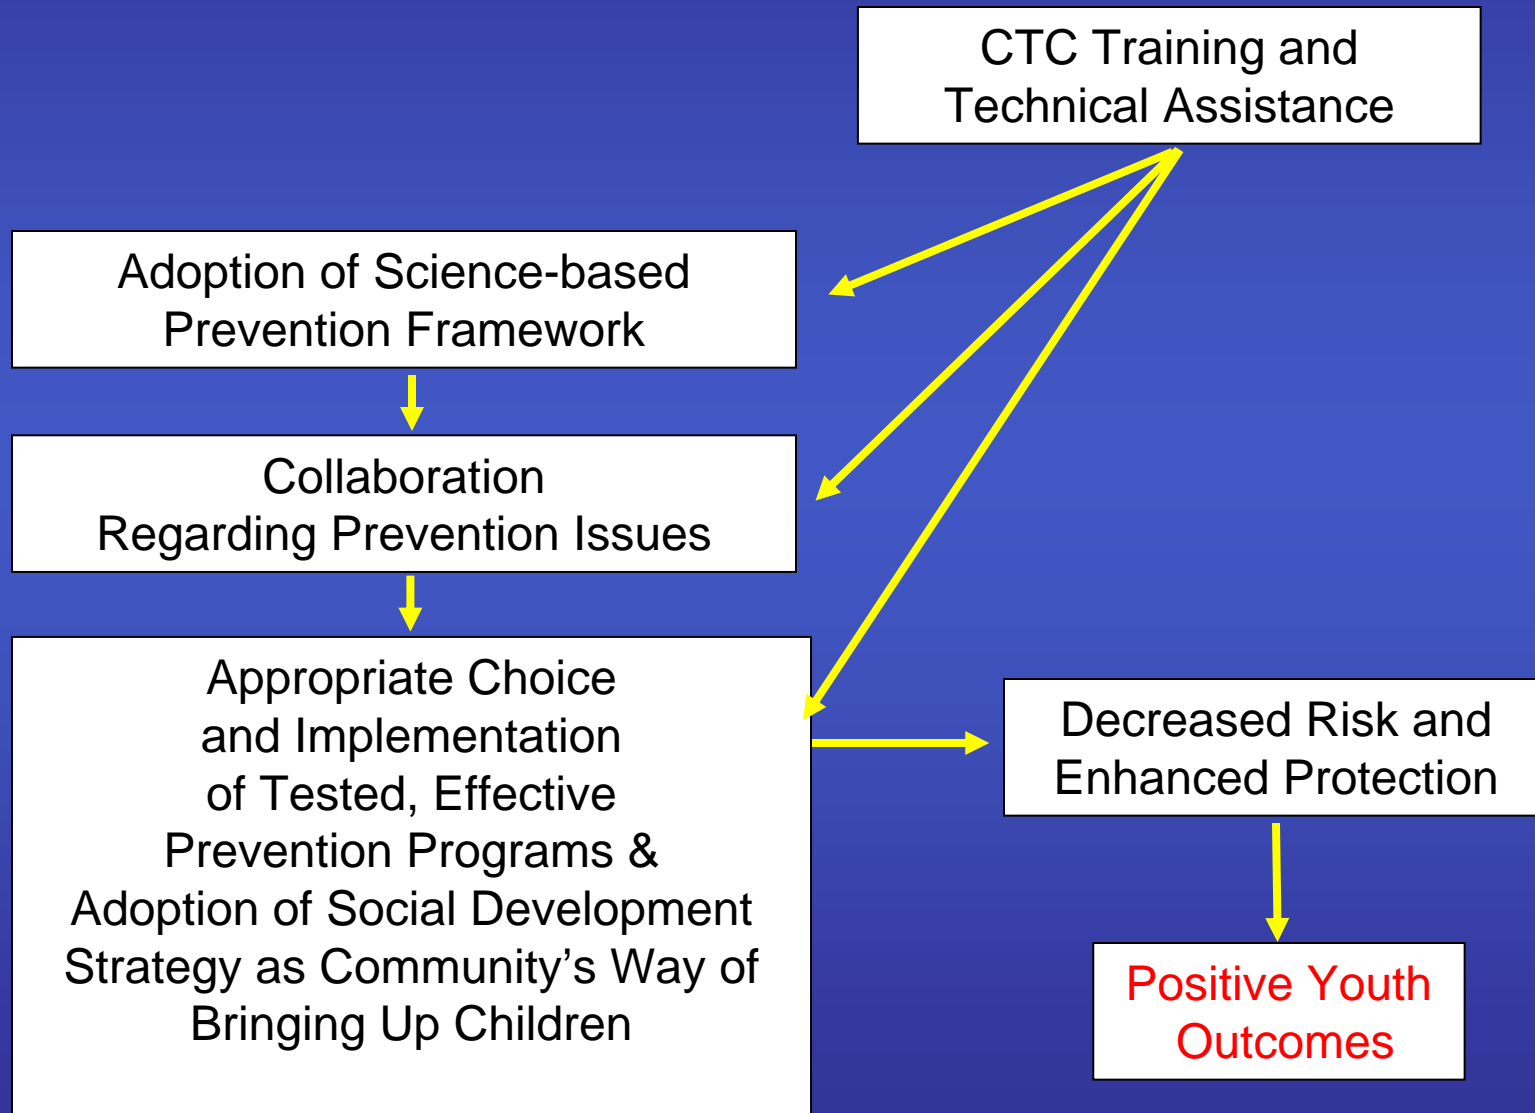 CTC Training and
Technical Assistance
Adoption of Science-based
Prevention Framework
Collaboration
Regarding Prevention Issues
Appropriate Choice
and Implementation
of Tested, Effective
Prevention Programs &
Adoption of Social Development
Strategy as Community’s Way of
Bringing Up Children
Decreased Risk and
Enhanced Protection
Positive Youth
Outcomes